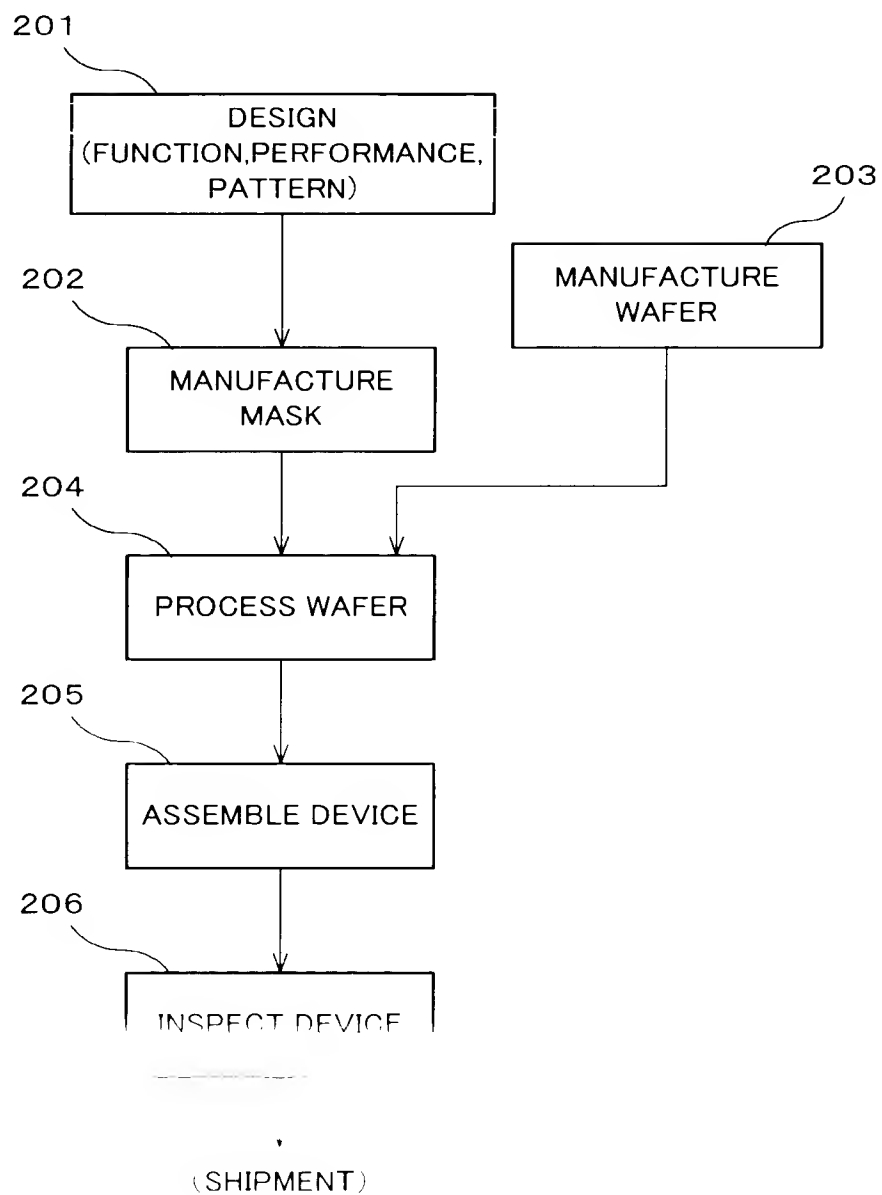 201
DESIGN
(FUNCTION,PERFORMANCE,
PATTERN)
203
MANUFACTURE
WAFER
202
MANUFACTURE
MASK
204
PROCESS WAFER
205
ASSEMBLE DEVICE
206
INSPECT DEVICE
(SHIPMENT)